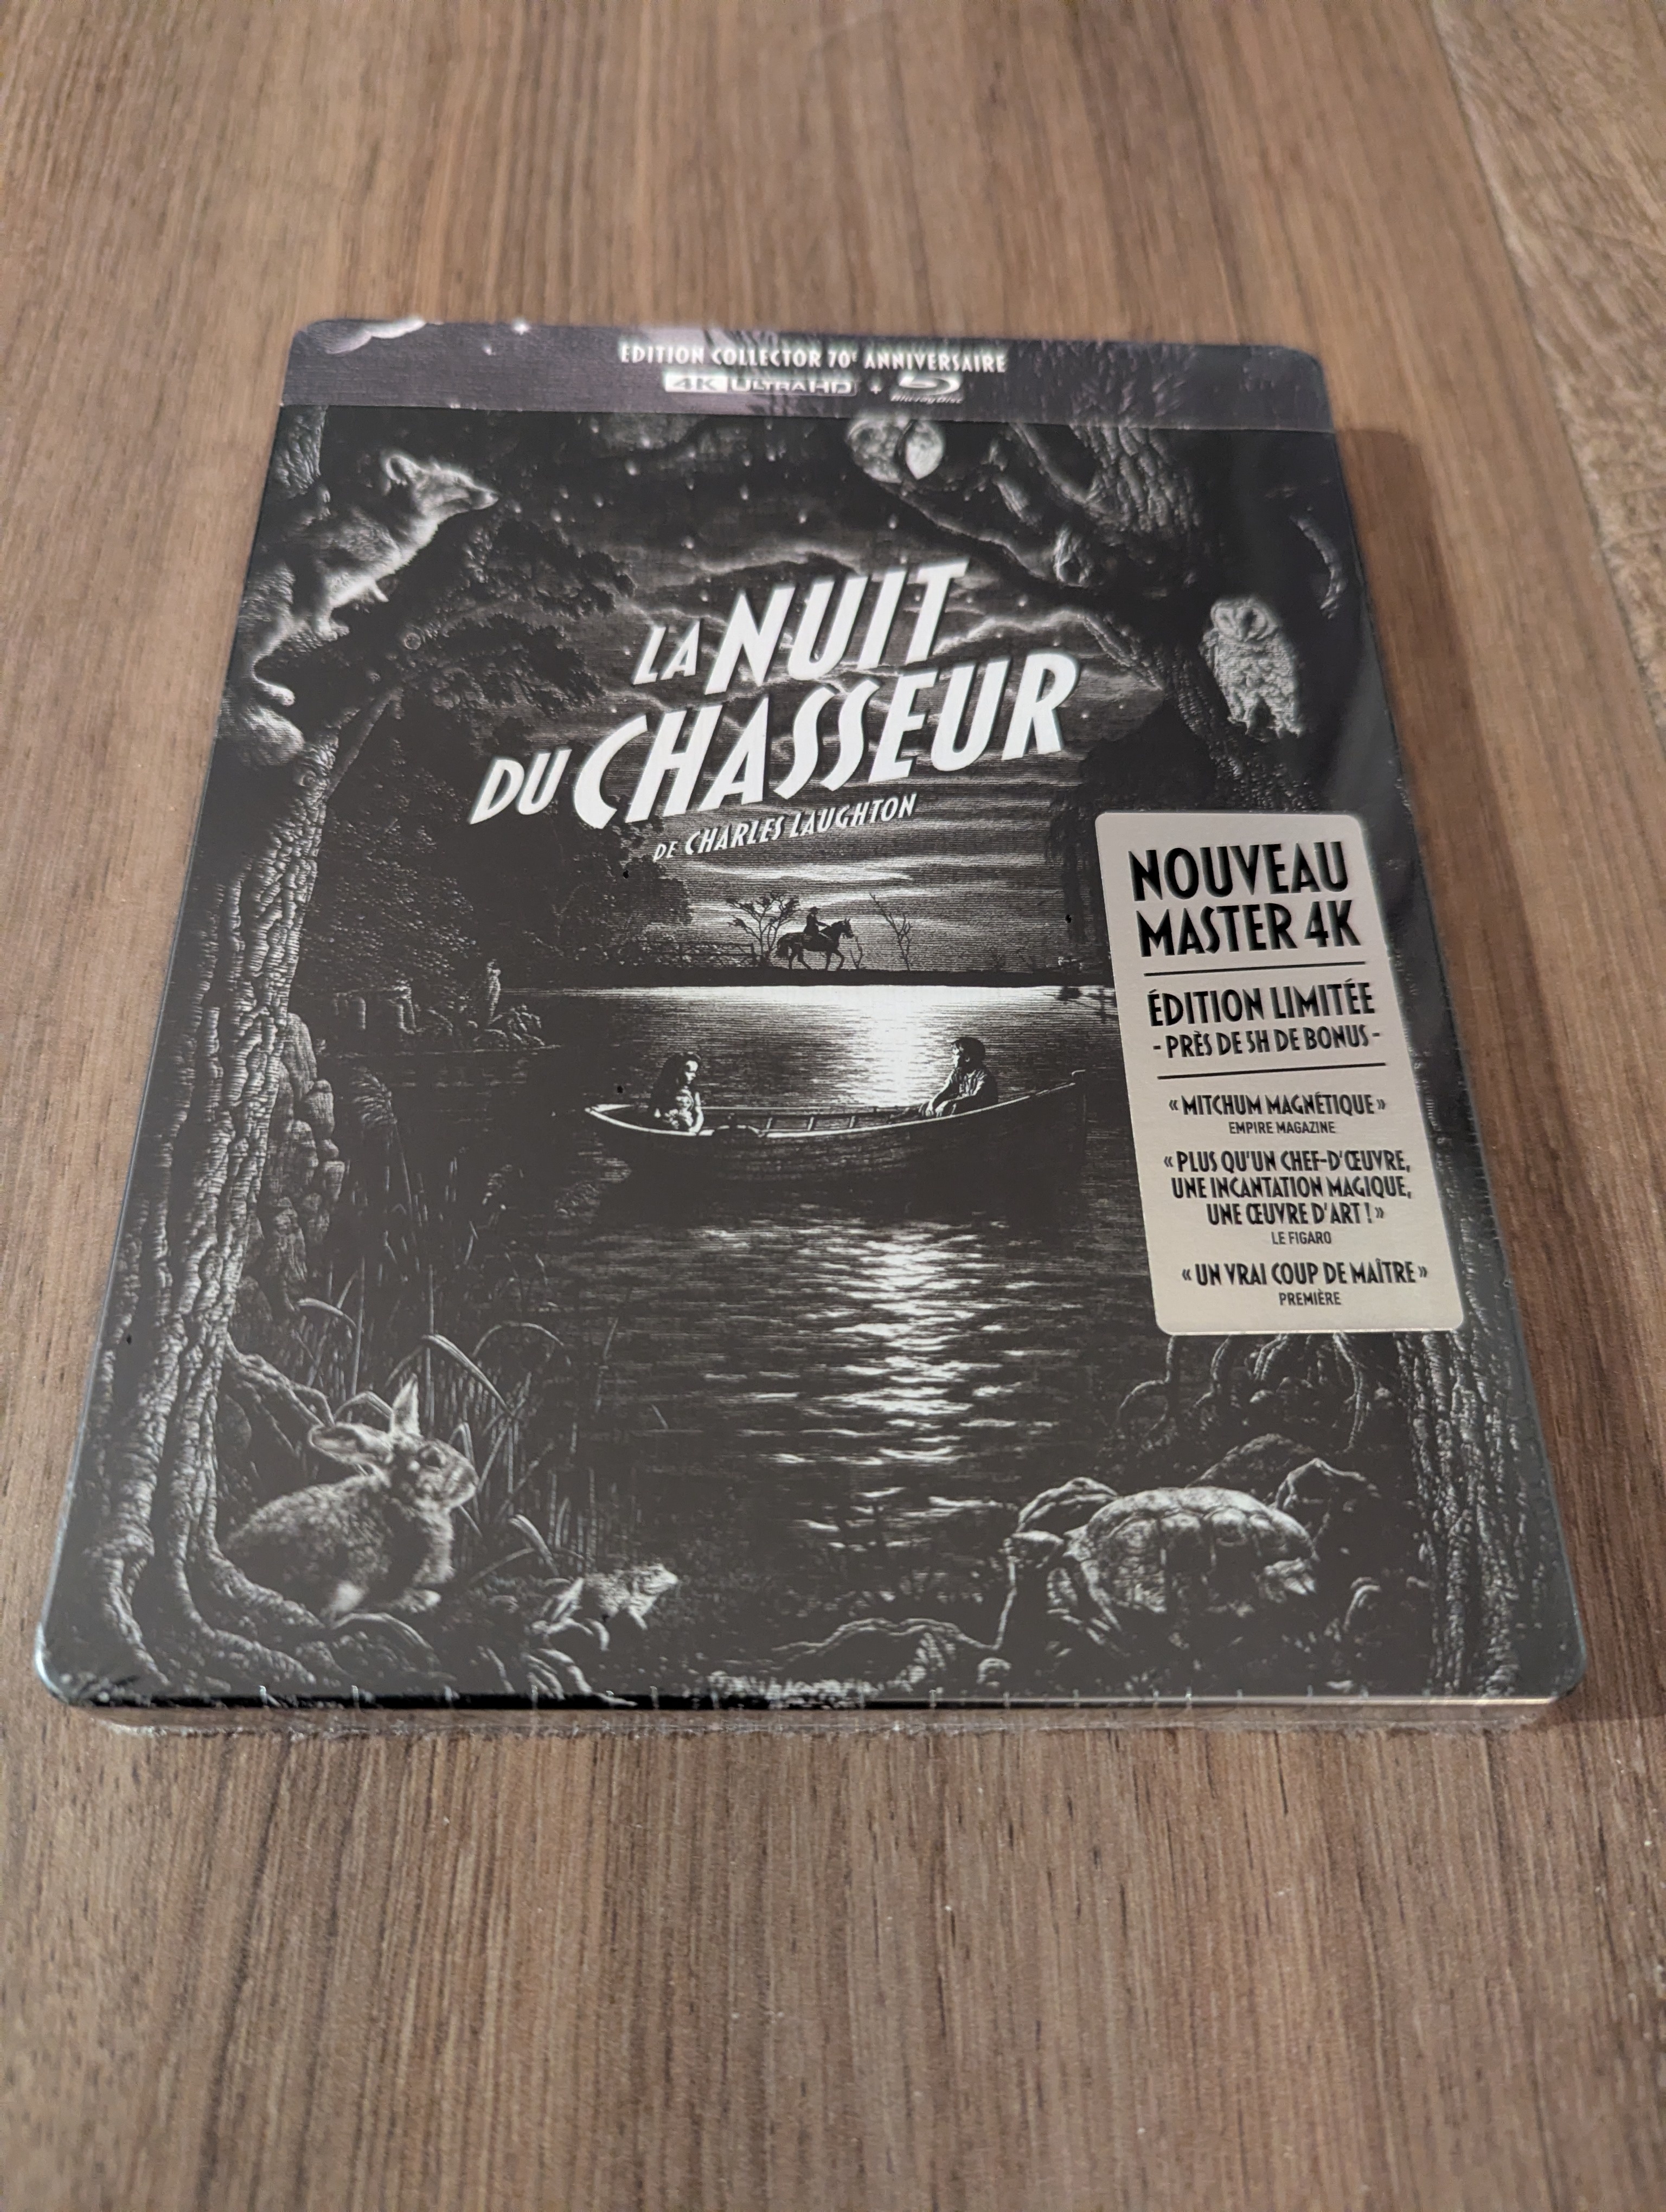 ÉDITION COLLECTOR 70E ANNIVERSAIRE
4K ULTRA HD + Blu-ray Disc
LA NUIT
DU CHASSEUR
DE CHARLES LAUGHTON
NOUVEAU
MASTER 4K
ÉDITION LIMITÉE
- PRÈS DE 5H DE BONUS -
« MITCHUM MAGNÉTIQUE »
EMPIRE MAGAZINE
« PLUS QU'UN CHEF-D'ŒUVRE,
UNE INCANTATION MAGIQUE,
UNE ŒUVRE D'ART ! »
LE FIGARO
« UN VRAI COUP DE MAÎTRE »
PREMIÈRE